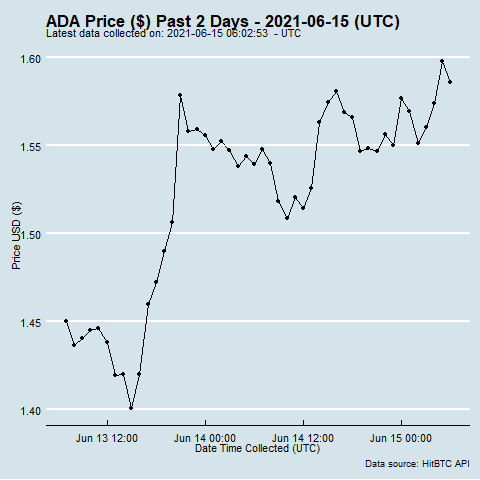 ADA Price ($) Past 2 Days - 2021-06-15 (UTC)
Latest data collected on: 2021-06-15 06:02:53 - UTC
1.60
1.55
1.50
1.45
1.40
Price USD ($)
Jun 13 12:00 Jun 14 00:00 Jun 14 12:00 Jun 15 00:00
Date Time Collected (UTC)
Data source: HitBTC API